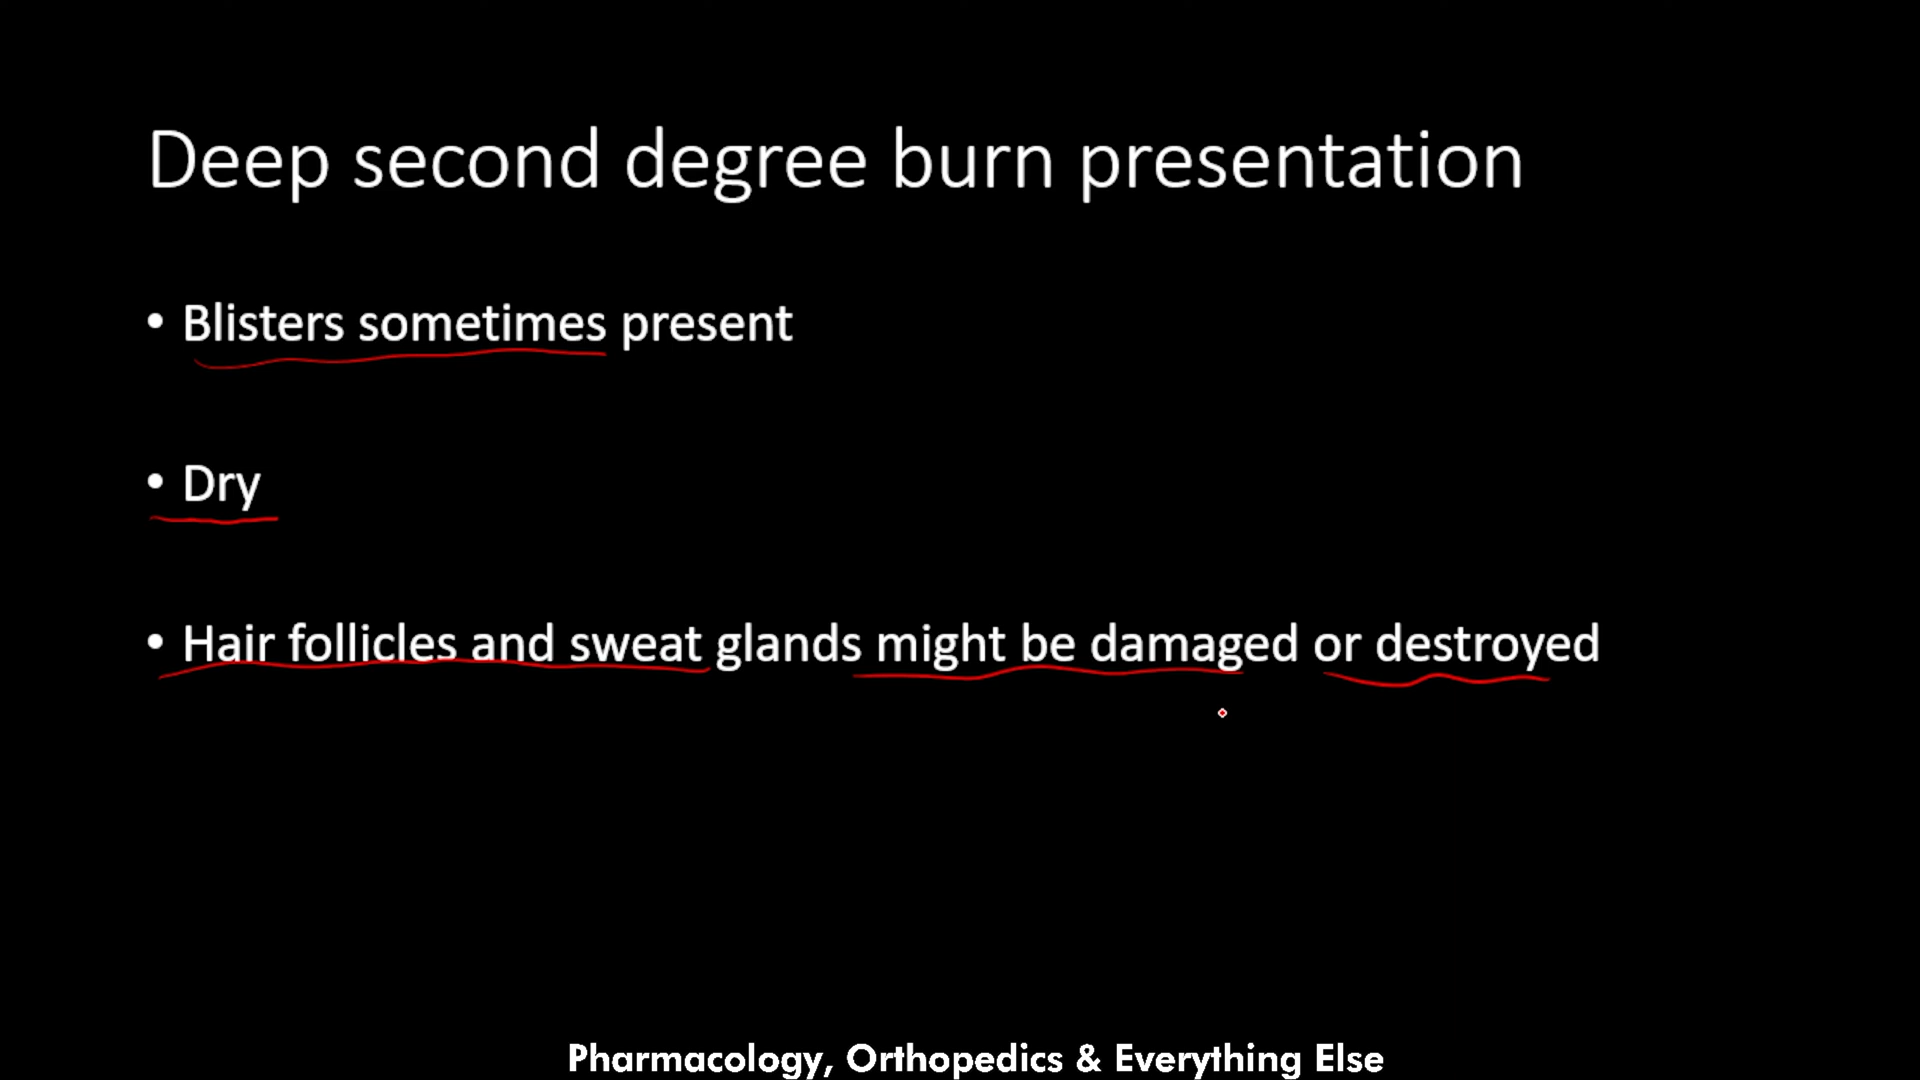 Deep second degree burn presentation
• Blisters sometimes present
• Dry
• Hair follicles and sweat glands might be damaged or destroyed
Pharmacology, Orthopedics & Everything Else